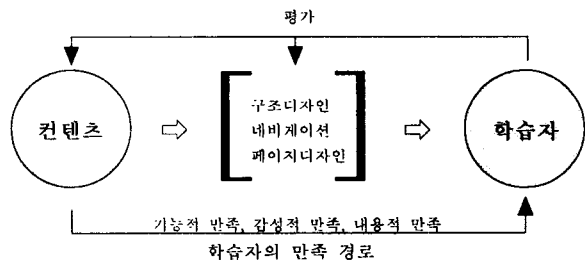 평가
컨텐츠
구조디자인
네비게이션
페이지디자인
학습자
기능적 만족, 감성적 만족, 내용적 만족
학습자의 만족 경로